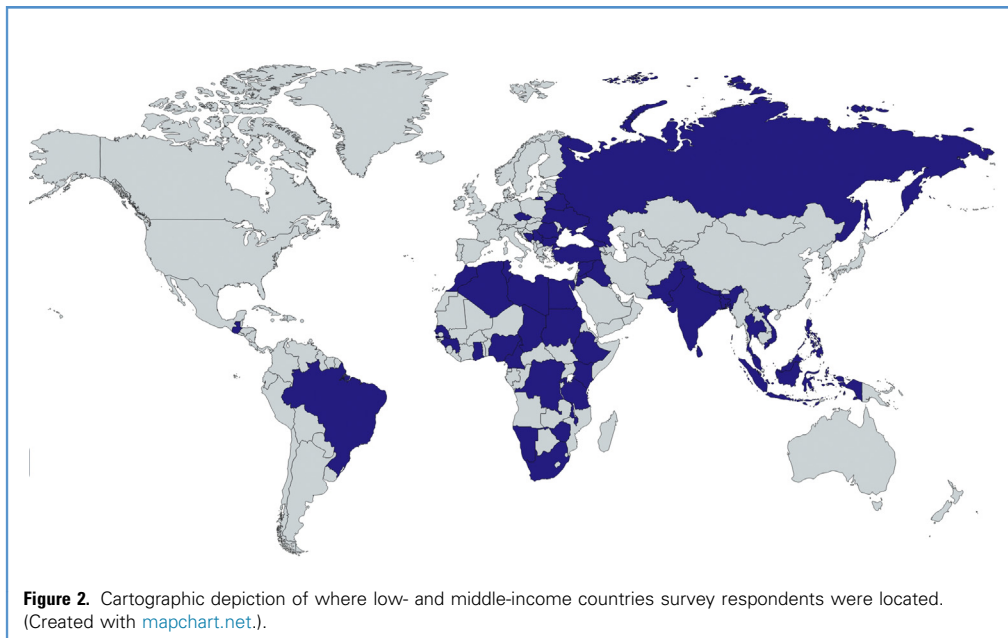 Figure 2. Cartographic depiction of where low- and middle-income countries survey respondents were located.
(Created with mapchart.net.).